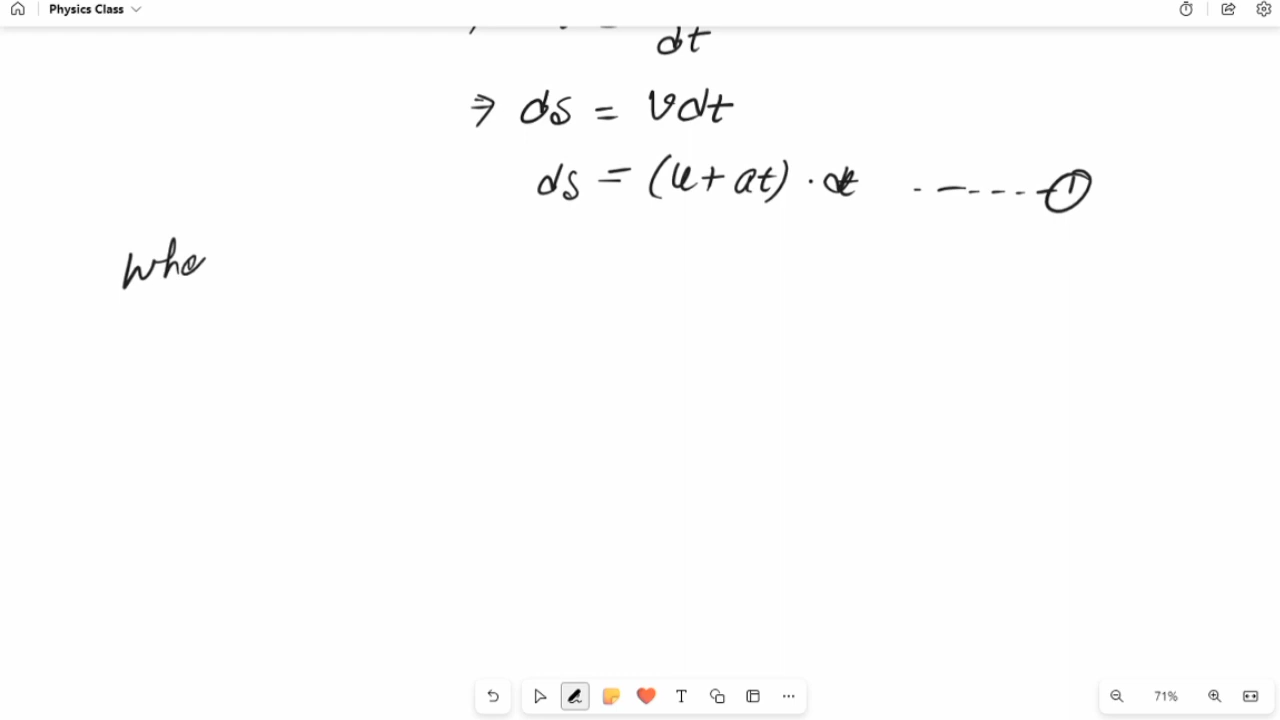 Physics Class
dt
⇒ ds = vdt
ds = (u + at) · dt ------- ①
whe
71%